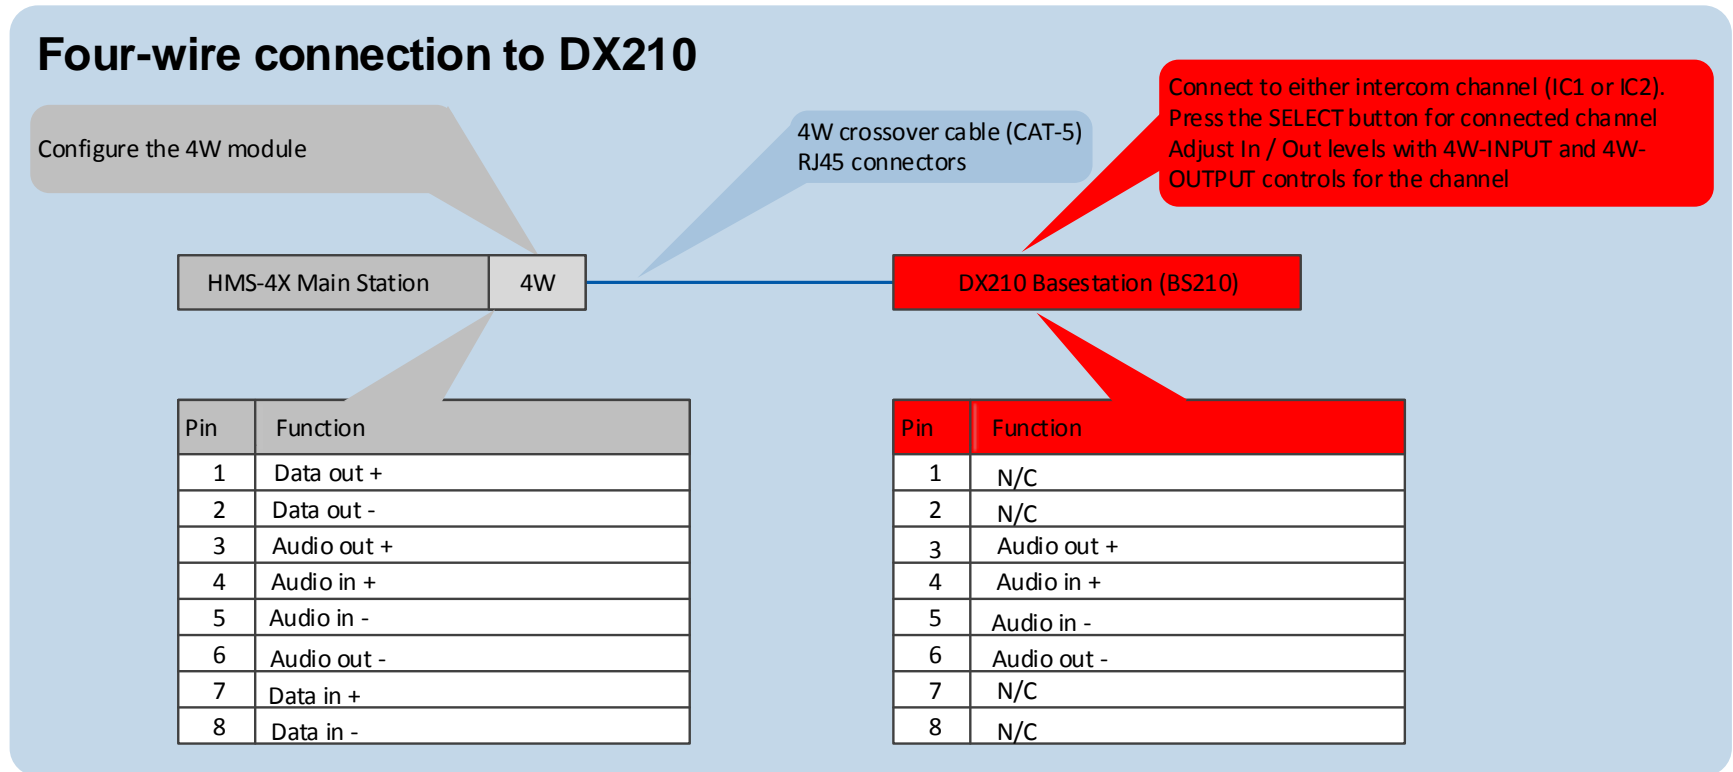 Four-wire connection to DX210
Configure the 4W module
4W crossover cable (CAT-5)
RJ45 connectors
Connect to either intercom channel (IC1 or IC2).
Press the SELECT button for connected channel
Adjust In / Out levels with 4W-INPUT and 4W-
OUTPUT controls for the channel
HMS-4X Main Station
4W
DX210 Basestation (BS210)
Pin Function
1 Data out +
2 Data out -
3 Audio out +
4 Audio in +
5 Audio in -
6 Audio out -
7 Data in +
8 Data in -
Pin Function
1 N/C
2 N/C
3 Audio out +
4 Audio in +
5 Audio in -
6 Audio out -
7 N/C
8 N/C